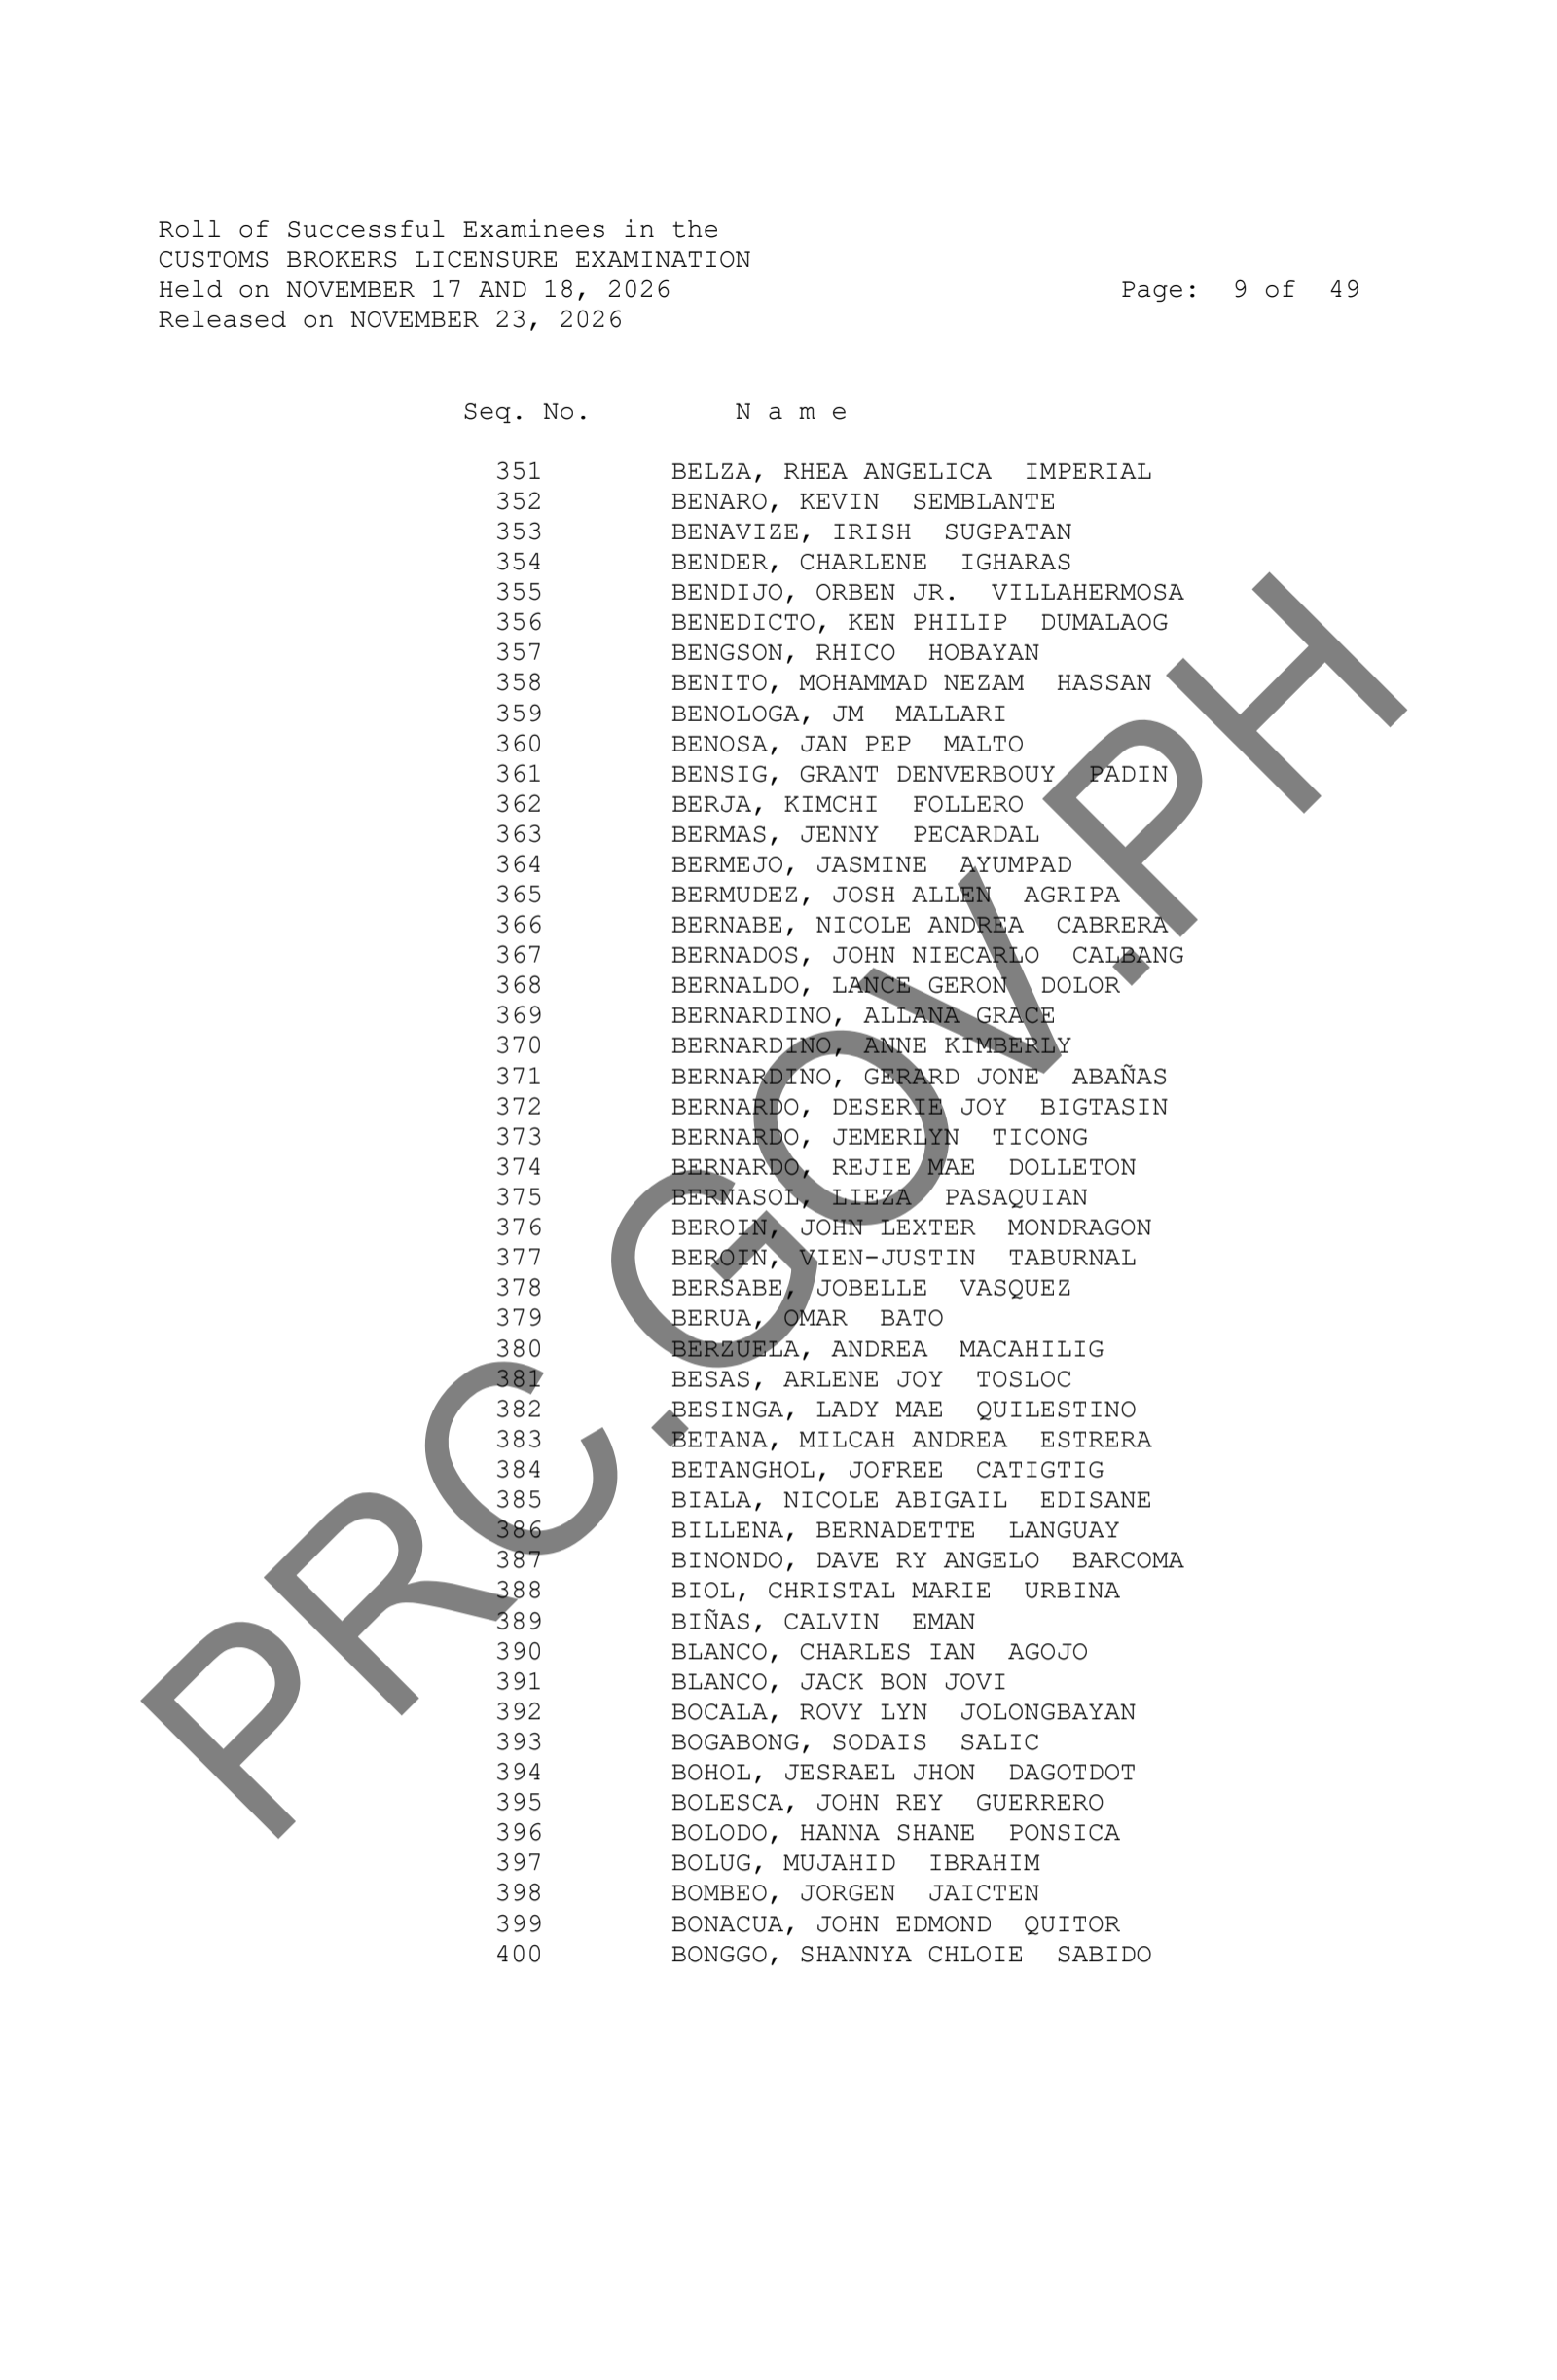 Roll of Successful Examinees in the
CUSTOMS BROKERS LICENSURE EXAMINATION
Held on NOVEMBER 17 AND 18, 2026 Page: 9 of 49
Released on NOVEMBER 23, 2026
Seq. No. N a m e
351 BELZA, RHEA ANGELICA IMPERIAL
352 BENARO, KEVIN SEMBLANTE
353 BENAVIZE, IRISH SUGPATAN
354 BENDER, CHARLENE IGHARAS
355 BENDIJO, ORBEN JR. VILLAHERMOSA
356 BENEDICTO, KEN PHILIP DUMALAOG
357 BENGSON, RHICO HOBAYAN
358 BENITO, MOHAMMAD NEZAM HASSAN
359 BENOLOGA, JM MALLARI
360 BENOSA, JAN PEP MALTO
361 BENSIG, GRANT DENVERBOUY PADIN
362 BERJA, KIMCHI FOLLERO
363 BERMAS, JENNY PECARDAL
364 BERMEJO, JASMINE AYUMPAD
365 BERMUDEZ, JOSH ALLEN AGRIPA
366 BERNABE, NICOLE ANDREA CABRERA
367 BERNADOS, JOHN NIECARLO CALBANG
368 BERNALDO, LANCE GERON DOLOR
369 BERNARDINO, ALLANA GRACE
370 BERNARDINO, ANNE KIMBERLY
371 BERNARDINO, GERARD JONE ABAÑAS
372 BERNARDO, DESERIE JOY BIGTASIN
373 BERNARDO, JEMERLYN TICONG
374 BERNARDO, REJIE MAE DOLLETON
375 BERNASOL, LIEZA PASAQUIAN
376 BEROIN, JOHN LEXTER MONDRAGON
377 BEROIN, VIEN-JUSTIN TABURNAL
378 BERSABE, JOBELLE VASQUEZ
379 BERUA, OMAR BATO
380 BERZUELA, ANDREA MACAHILIG
381 BESAS, ARLENE JOY TOSLOC
382 BESINGA, LADY MAE QUILESTINO
383 BETANA, MILCAH ANDREA ESTRERA
384 BETANGHOL, JOFREE CATIGTIG
385 BIALA, NICOLE ABIGAIL EDISANE
386 BILLENA, BERNADETTE LANGUAY
387 BINONDO, DAVE RY ANGELO BARCOMA
388 BIOL, CHRISTAL MARIE URBINA
389 BIÑAS, CALVIN EMAN
390 BLANCO, CHARLES IAN AGOJO
391 BLANCO, JACK BON JOVI
392 BOCALA, ROVY LYN JOLONGBAYAN
393 BOGABONG, SODAIS SALIC
394 BOHOL, JESRAEL JHON DAGOTDOT
395 BOLESCA, JOHN REY GUERRERO
396 BOLODO, HANNA SHANE PONSICA
397 BOLUG, MUJAHID IBRAHIM
398 BOMBEO, JORGEN JAICTEN
399 BONACUA, JOHN EDMOND QUITOR
400 BONGGO, SHANNYA CHLOIE SABIDO
PRC.GOV.PH